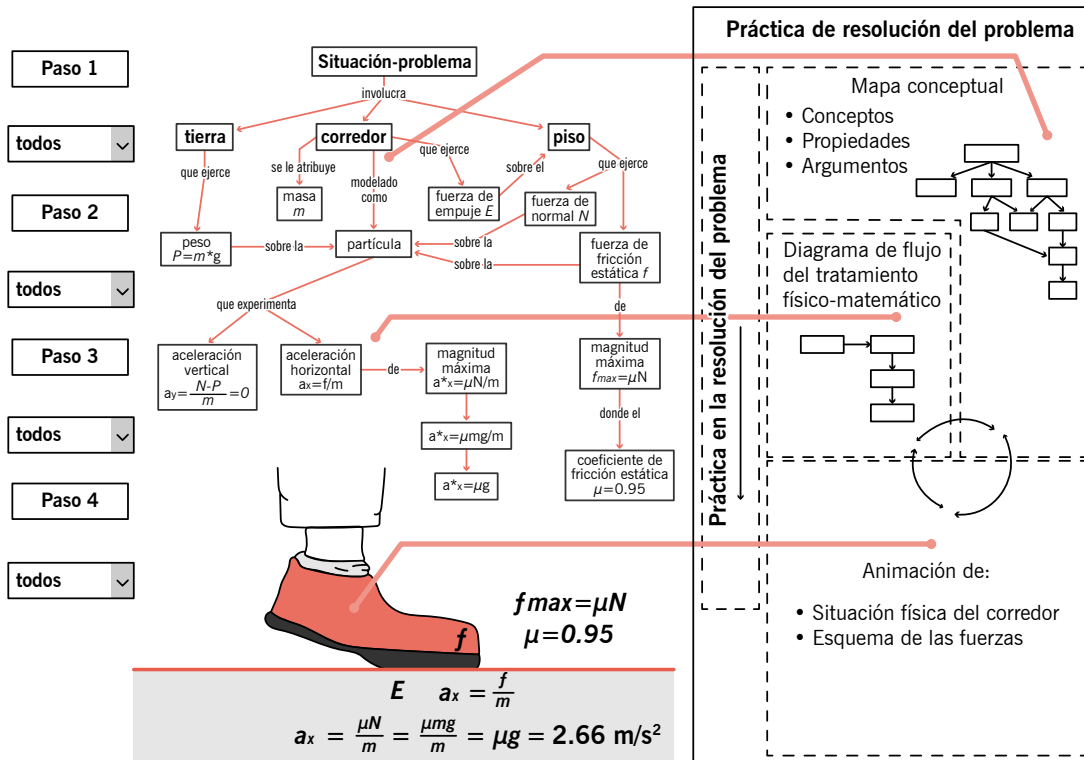 Paso 1
todos
Paso 2
todos
Paso 3
todos
Paso 4
todos
Situación-problema
involucra
tierra
corredor
piso
que ejerce
se le atribuye
modelado
como
que ejerce
sobre el
que ejerce
masa
m
fuerza de
empuje E
fuerza de
normal N
peso
P=m*g
sobre la
partícula
sobre la
sobre la
fuerza de
fricción
estática f
que experimenta
de
aceleración
vertical
ay= N-P/m =0
aceleración
horizontal
ax=f/m
de
magnitud
máxima
a*x=µN/m
magnitud
máxima
fmax=µN
a*x=µmg/m
donde el
a*x=µg
coeficiente de
fricción estática
µ=0.95
f
fmax=µN
µ=0.95
E ax = f/m
ax = µN/m = µmg/m = µg = 2.66 m/s²
Práctica de resolución del problema
Práctica en la resolución del problema
Mapa conceptual
• Conceptos
• Propiedades
• Argumentos
Diagrama de flujo
del tratamiento
físico-matemático
Animación de:
• Situación física del corredor
• Esquema de las fuerzas